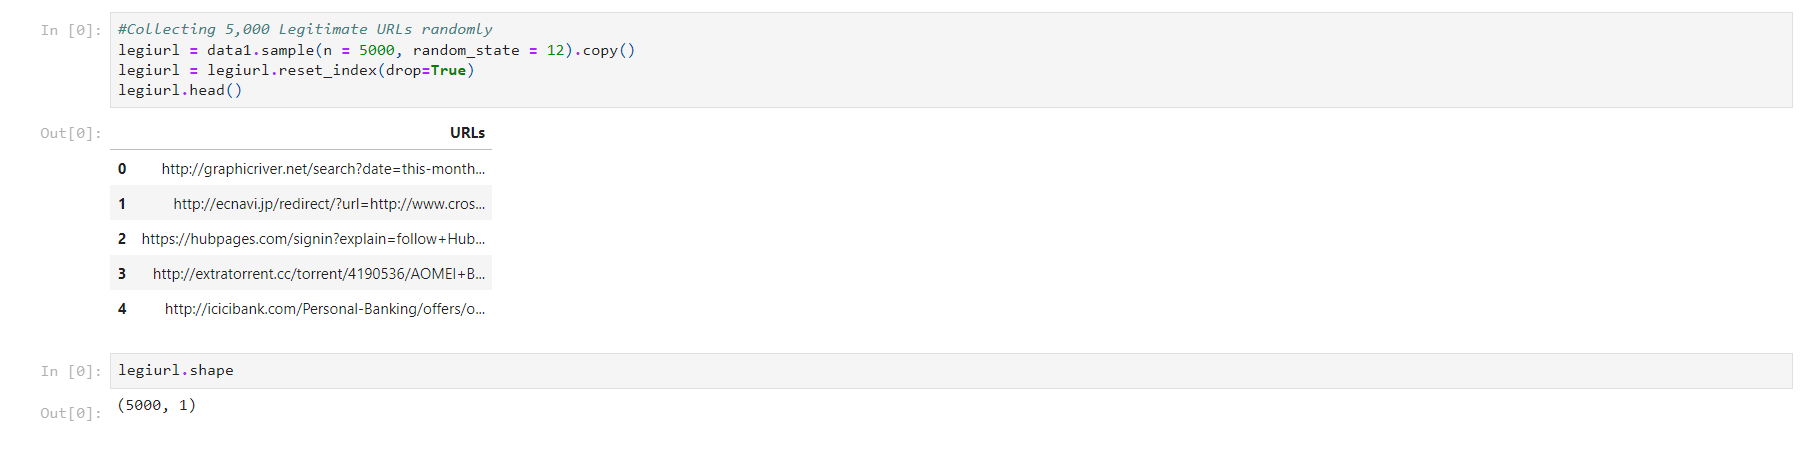 In [0]: #Collecting 5,000 Legitimate URLs randomly
legiurl = data1.sample(n = 5000, random_state = 12).copy()
legiurl = legiurl.reset_index(drop=True)
legiurl.head()
Out[0]: URLs
0 http://graphicriver.net/search?date=this-month...
1 http://ecnavi.jp/redirect/?url=http://www.cros...
2 https://hubpages.com/signin?explain=follow+Hub...
3 http://extratorrent.cc/torrent/4190536/AOMEI+B...
4 http://icicibank.com/Personal-Banking/offers/o...
In [0]: legiurl.shape
Out[0]: (5000, 1)